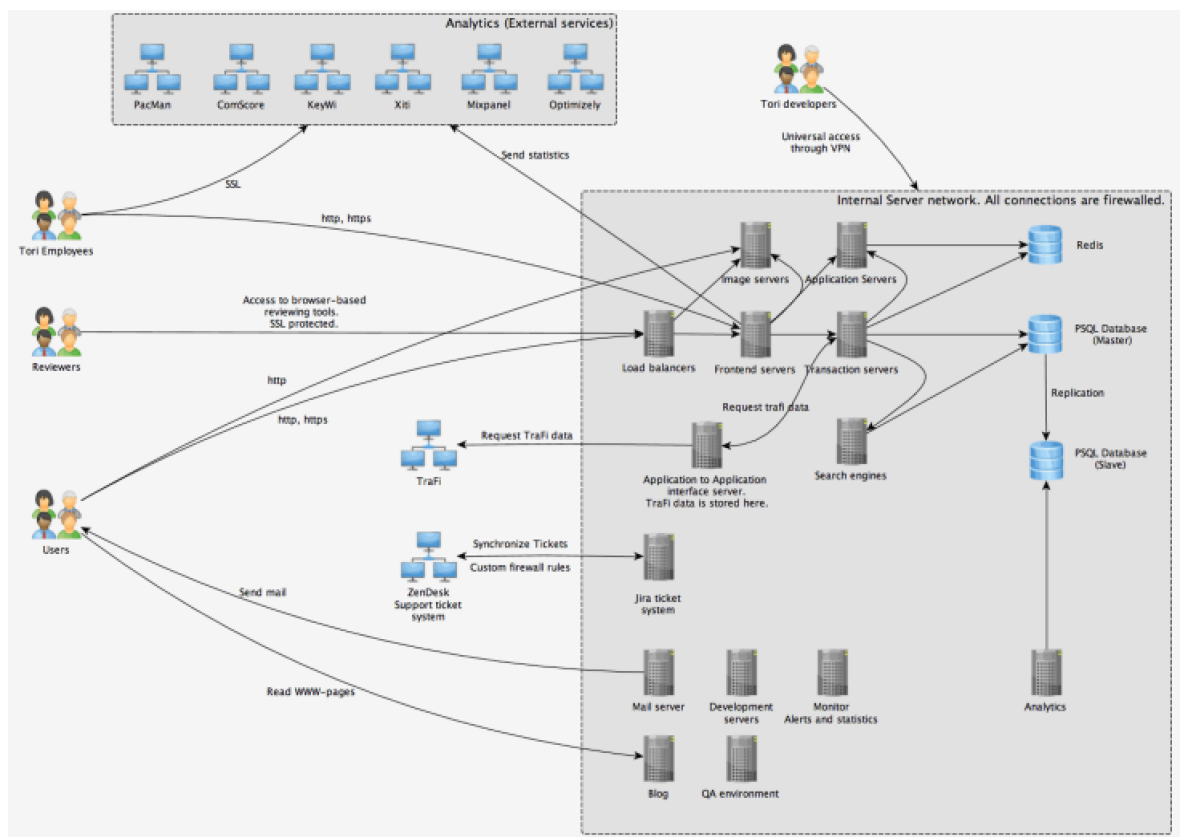 Analytics (External services)
PacMan
ComScore
KeyWi
Xiti
Mixpanel
Optimizely
Tori developers
Universal access
through VPN
Send statistics
SSL
http, https
Tori Employees
Internal Server network. All connections are firewalled.
Image servers
Application Servers
Redis
Access to browser-based
reviewing tools.
SSL protected.
Reviewers
Load balancers
Frontend servers
Transaction servers
PSQL Database
(Master)
http
http, https
Replication
Request trafi data
Request TraFi data
TraFi
Application to Application
interface server.
TraFi data is stored here.
Search engines
PSQL Database
(Slave)
Users
Synchronize Tickets
Custom firewall rules
ZenDesk
Support ticket
system
Jira ticket
system
Send mail
Read WWW-pages
Mail server
Development
servers
Monitor
Alerts and statistics
Analytics
Blog
QA environment